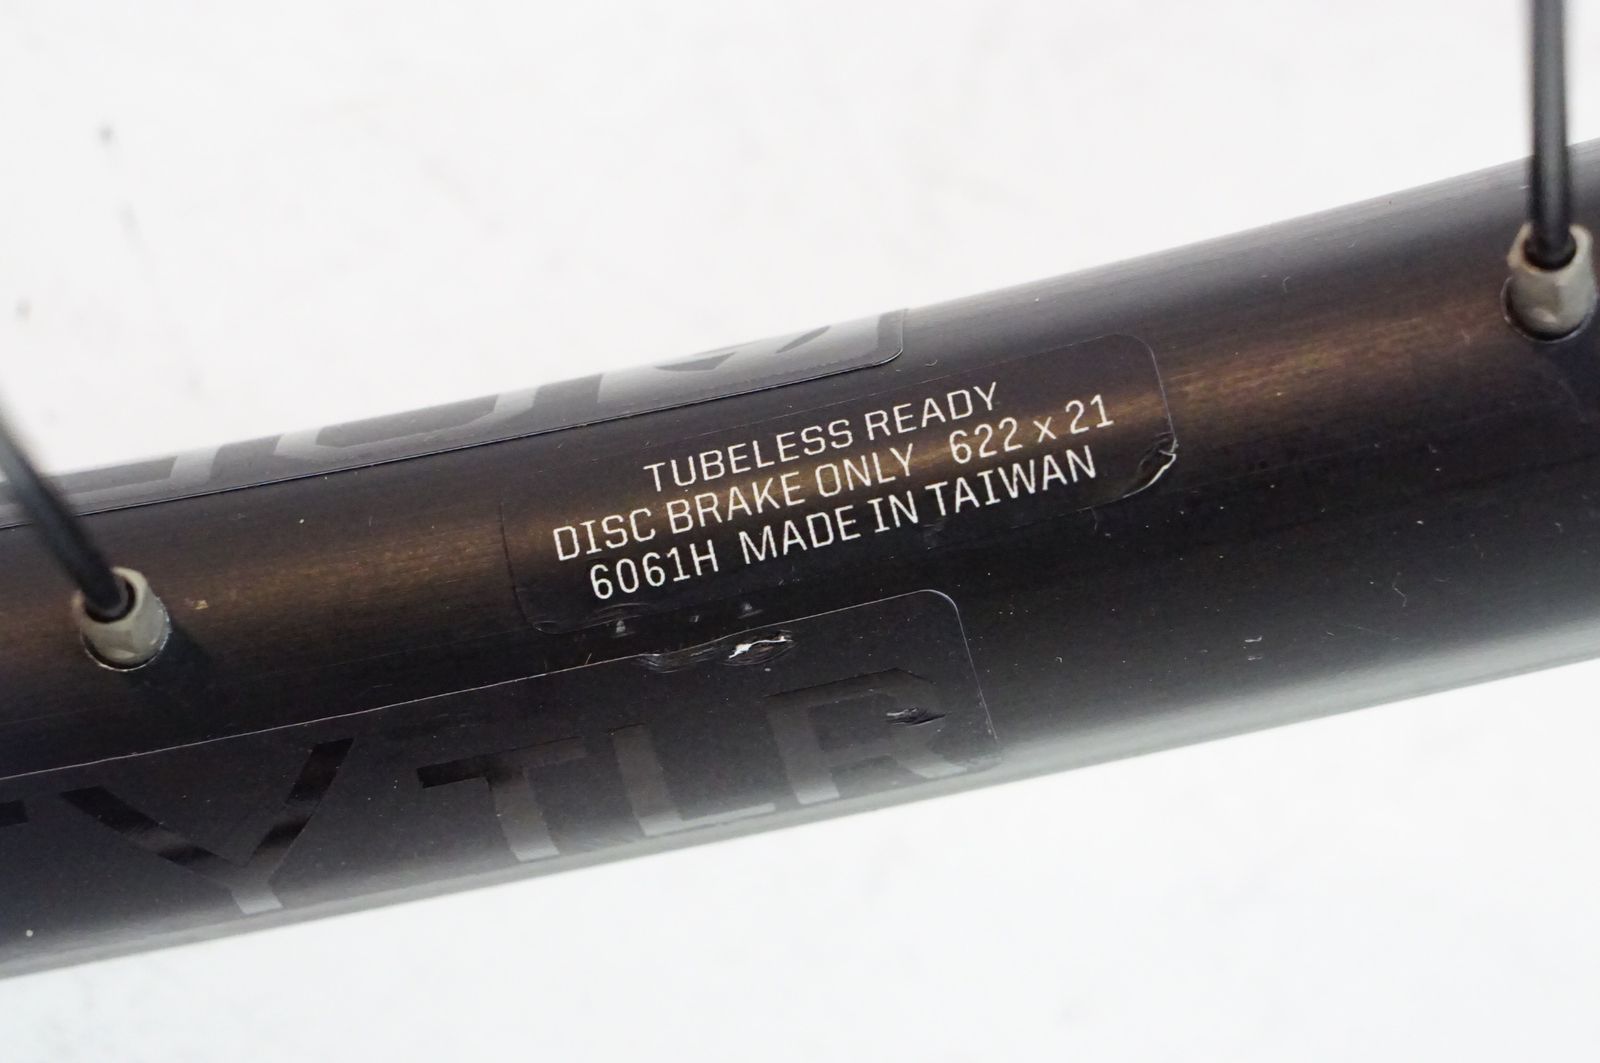 TUBELESS READY
DISC BRAKE ONLY 622 x 21
6061H MADE IN TAIWAN
TLR